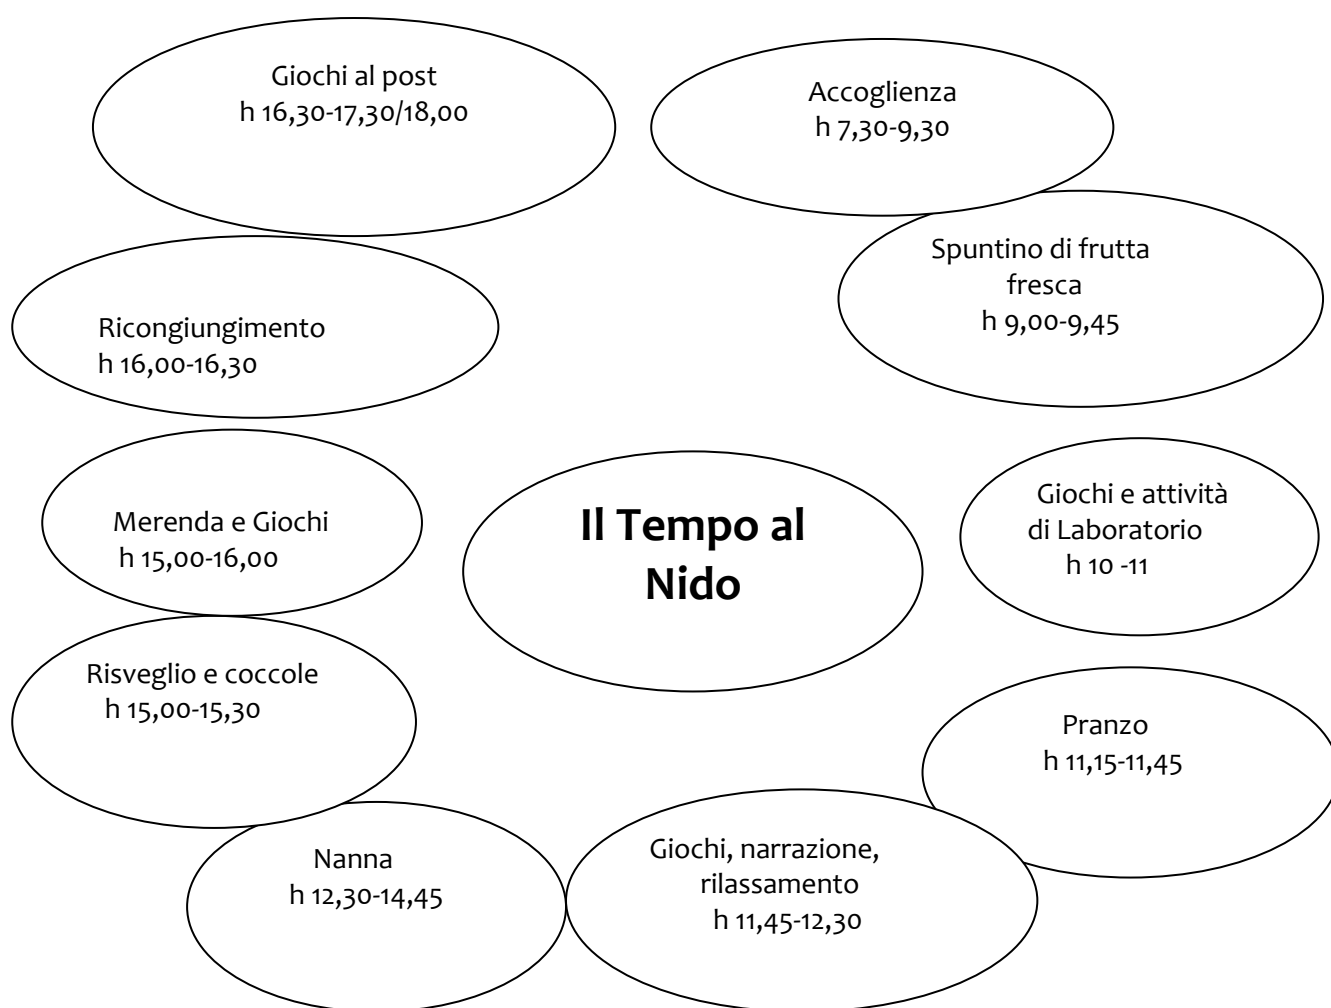 Giochi al post
h 16,30-17,30/18,00
Accoglienza
h 7,30-9,30
Spuntino di frutta
fresca
h 9,00-9,45
Ricongiungimento
h 16,00-16,30
Merenda e Giochi
h 15,00-16,00
Il Tempo al
Nido
Giochi e attività
di Laboratorio
h 10 -11
Risveglio e coccole
h 15,00-15,30
Pranzo
h 11,15-11,45
Nanna
h 12,30-14,45
Giochi, narrazione,
rilassamento
h 11,45-12,30